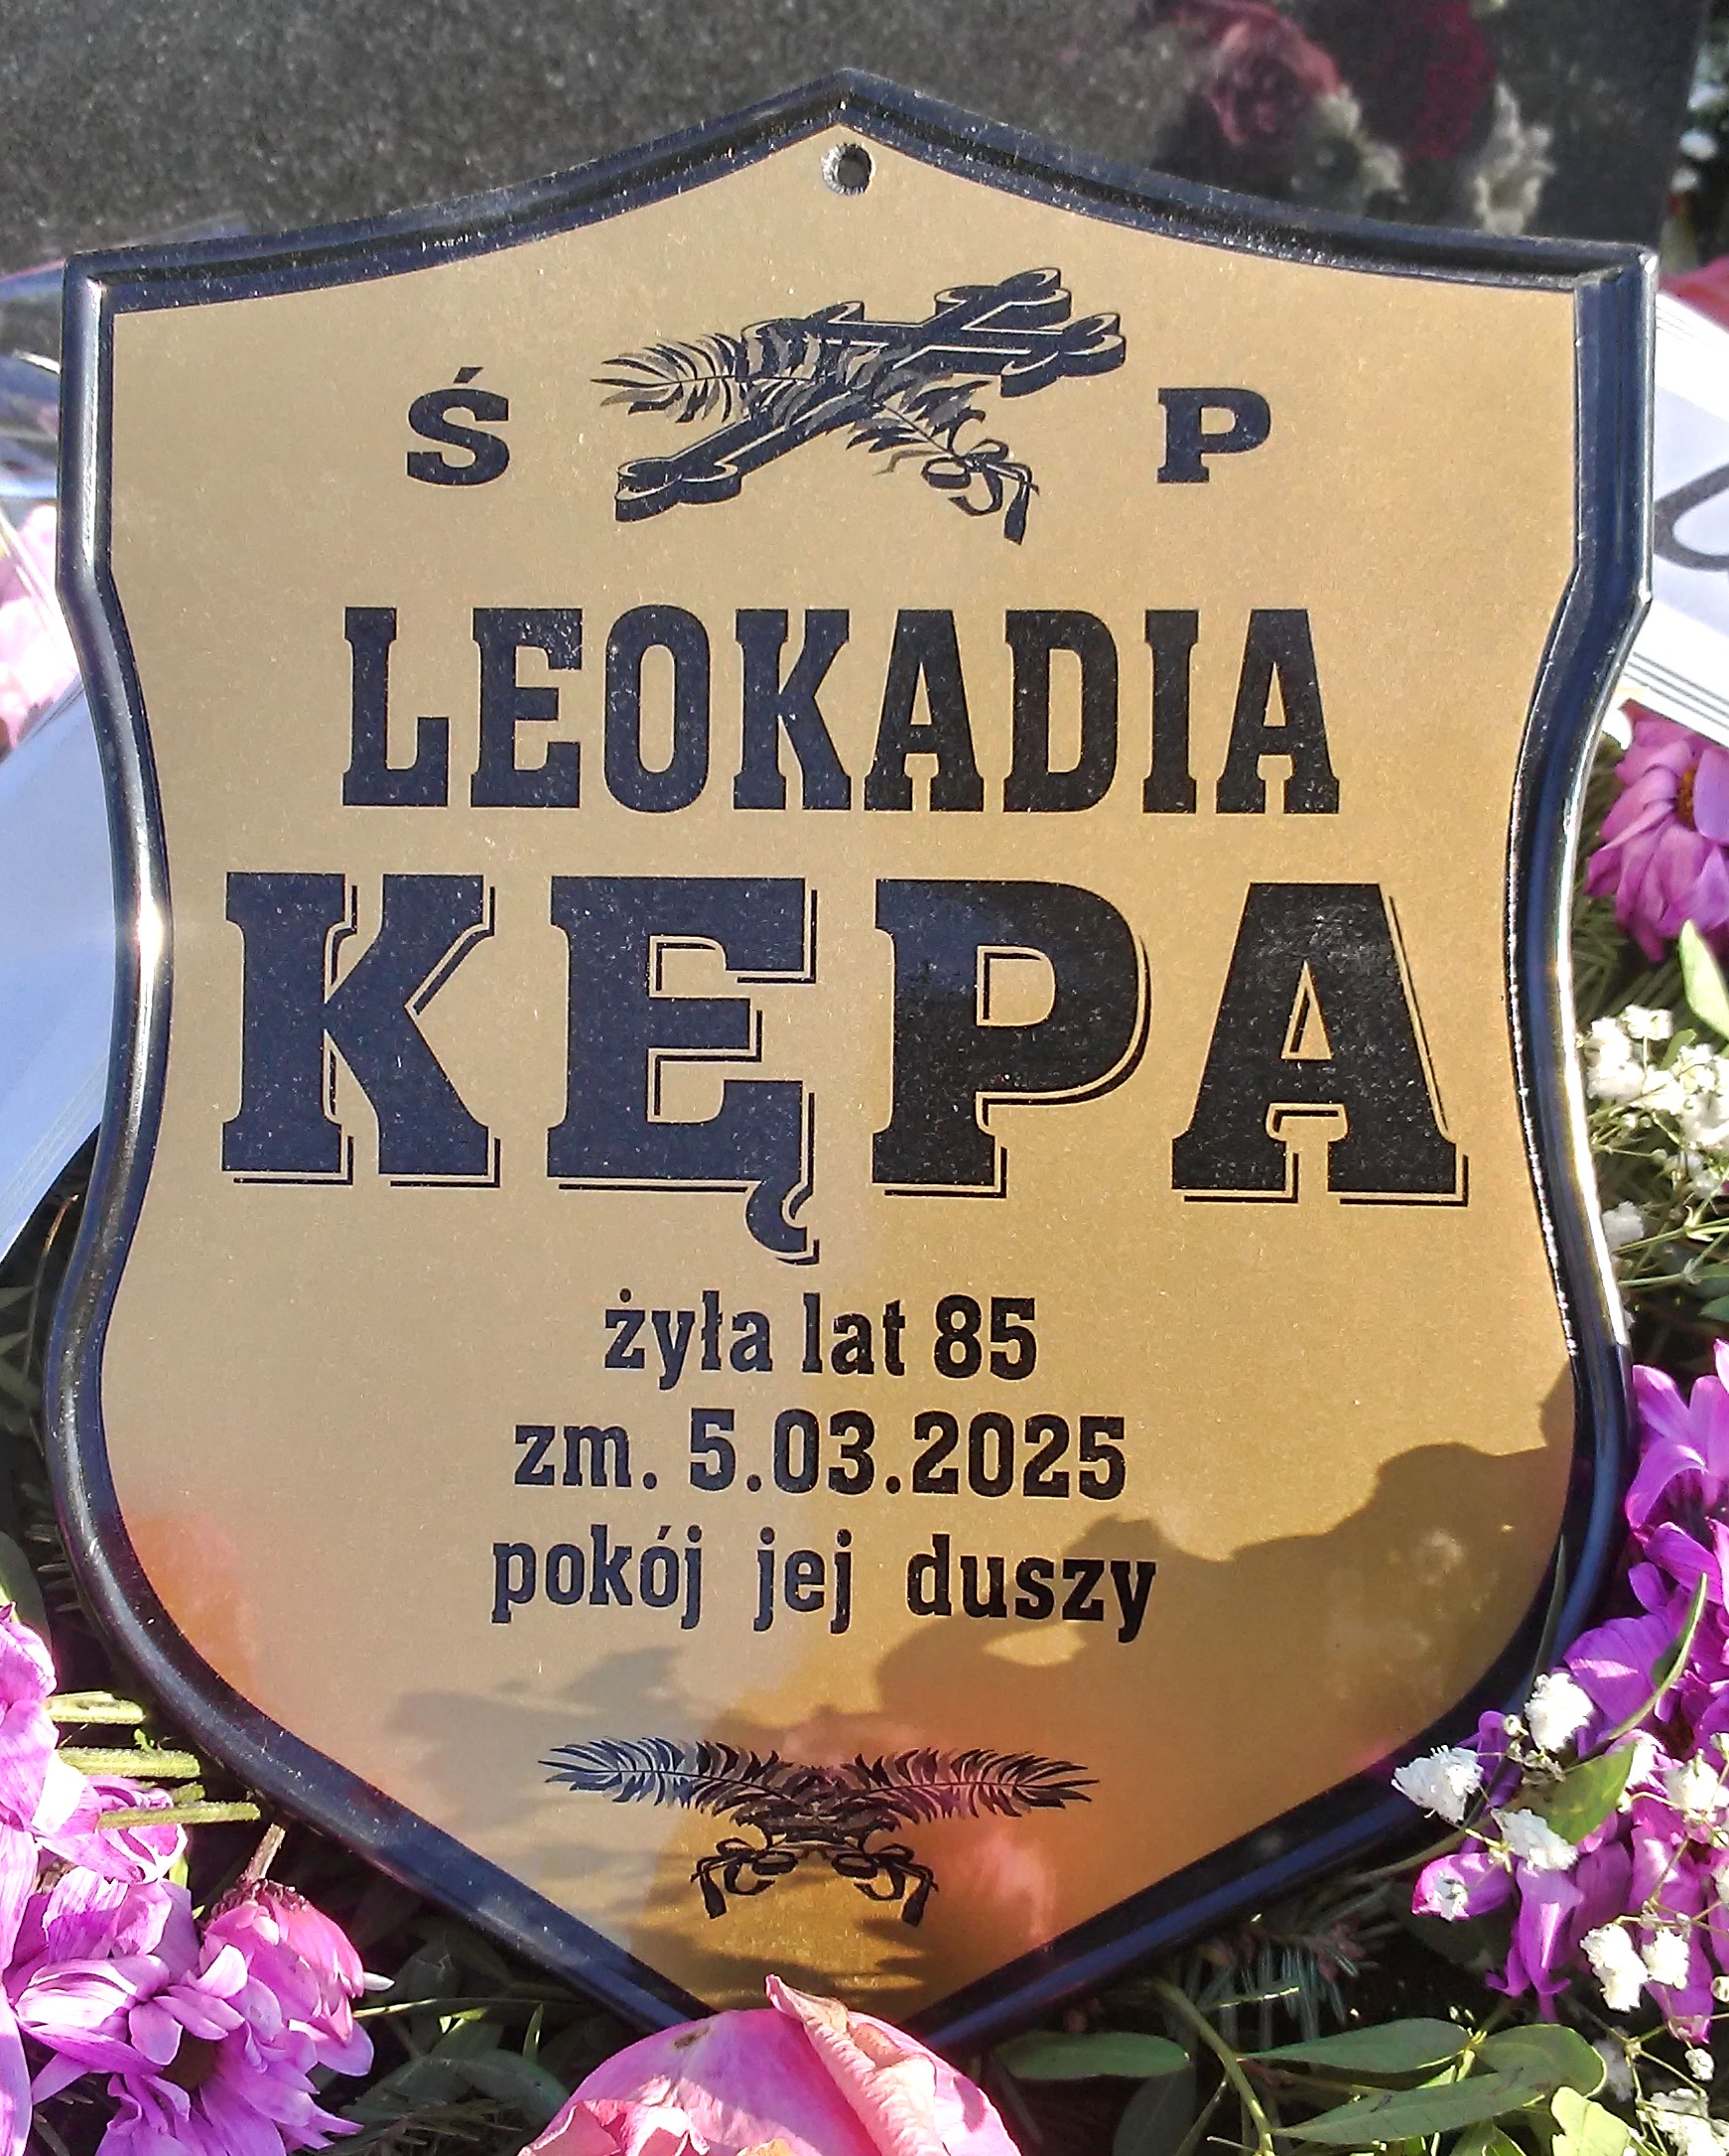 Ś P
LEOKADIA
KĘPA
żyła lat 85
zm. 5.03.2025
pokój jej duszy